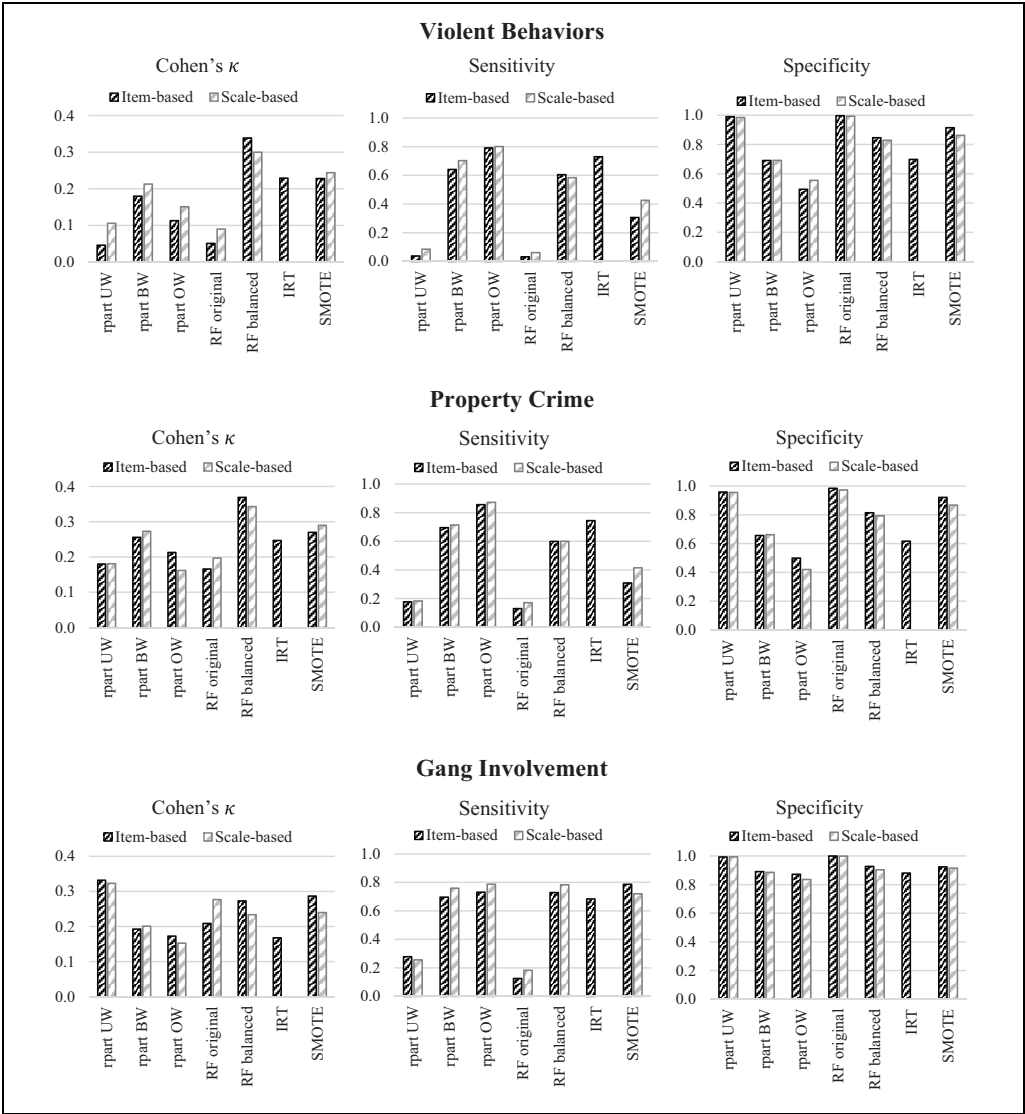 Violent Behaviors
Cohen's κ
Item-based Scale-based
0.4
0.3
0.2
0.1
0.0
rpart UW
rpart BW
rpart OW
RF original
RF balanced
IRT
SMOTE
Sensitivity
Item-based Scale-based
1.0
0.8
0.6
0.4
0.2
0.0
rpart UW
rpart BW
rpart OW
RF original
RF balanced
IRT
SMOTE
Specificity
Item-based Scale-based
1.0
0.8
0.6
0.4
0.2
0.0
rpart UW
rpart BW
rpart OW
RF original
RF balanced
IRT
SMOTE
Property Crime
Cohen's κ
Item-based Scale-based
0.4
0.3
0.2
0.1
0.0
rpart UW
rpart BW
rpart OW
RF original
RF balanced
IRT
SMOTE
Sensitivity
Item-based Scale-based
1.0
0.8
0.6
0.4
0.2
0.0
rpart UW
rpart BW
rpart OW
RF original
RF balanced
IRT
SMOTE
Specificity
Item-based Scale-based
1.0
0.8
0.6
0.4
0.2
0.0
rpart UW
rpart BW
rpart OW
RF original
RF balanced
IRT
SMOTE
Gang Involvement
Cohen's κ
Item-based Scale-based
0.4
0.3
0.2
0.1
0.0
rpart UW
rpart BW
rpart OW
RF original
RF balanced
IRT
SMOTE
Sensitivity
Item-based Scale-based
1.0
0.8
0.6
0.4
0.2
0.0
rpart UW
rpart BW
rpart OW
RF original
RF balanced
IRT
SMOTE
Specificity
Item-based Scale-based
1.0
0.8
0.6
0.4
0.2
0.0
rpart UW
rpart BW
rpart OW
RF original
RF balanced
IRT
SMOTE